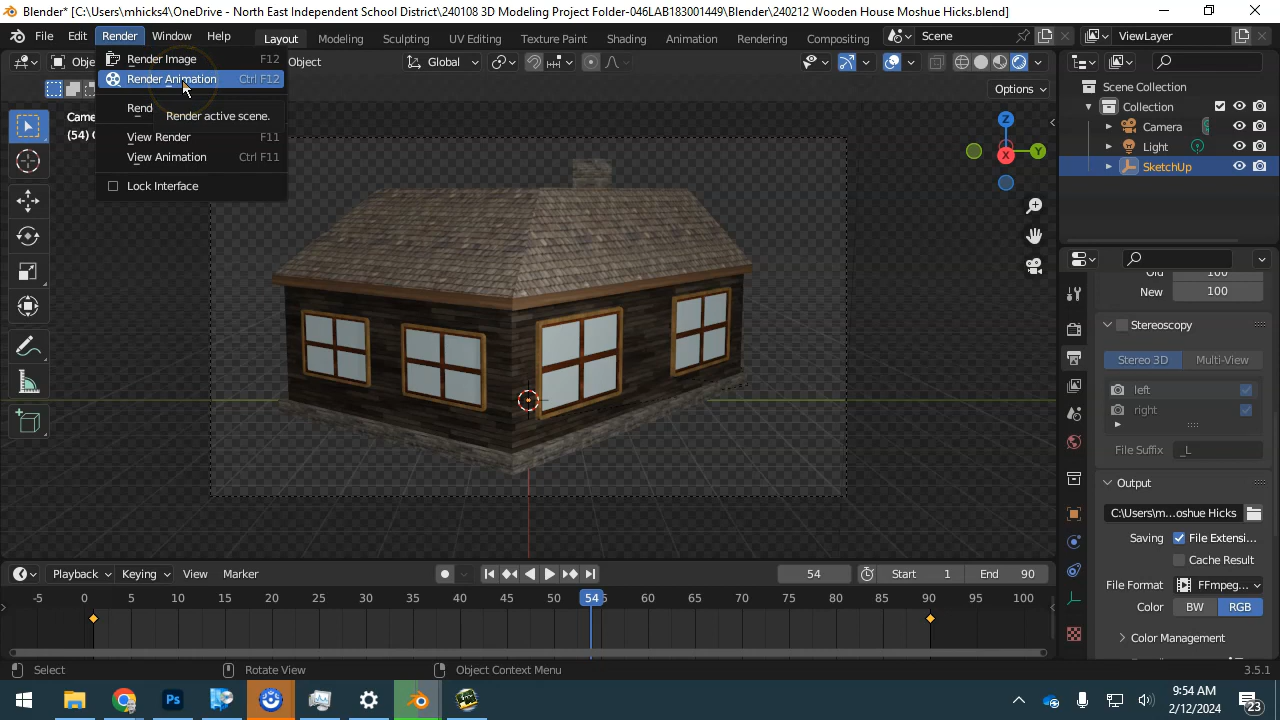 Blender* [C:\Users\mhicks4\OneDrive - North East Independent School District\240108 3D Modeling Project Folder-046LAB183001449\Blender\240212 Wooden House Moshue Hicks.blend]
File Edit Render Window Help Layout Modeling Sculpting UV Editing Texture Paint Shading Animation Rendering Compositing Scene ViewLayer
Render Image F12
Obje Object Global
Render Animation Ctrl F12
Options
Scene Collection
Collection
Rend
Render active scene.
Came
(54) C
Camera
View Render F11
Light
View Animation Ctrl F11
SketchUp
Lock Interface
Z
Y
X
Old 100
New 100
Stereoscopy
Stereo 3D Multi-View
left
right
File Suffix _L
Output
C:\Users\m...oshue Hicks
Saving File Extensi...
Cache Result
File Format FFmpeg...
Color BW RGB
Color Management
Playback Keying View Marker 54 Start 1 End 90
-5 0 5 10 15 20 25 30 35 40 45 50 54 60 65 70 75 80 85 90 95 100
Select Rotate View Object Context Menu 3.5.1
Ps
9:54 AM
2/12/2024
23